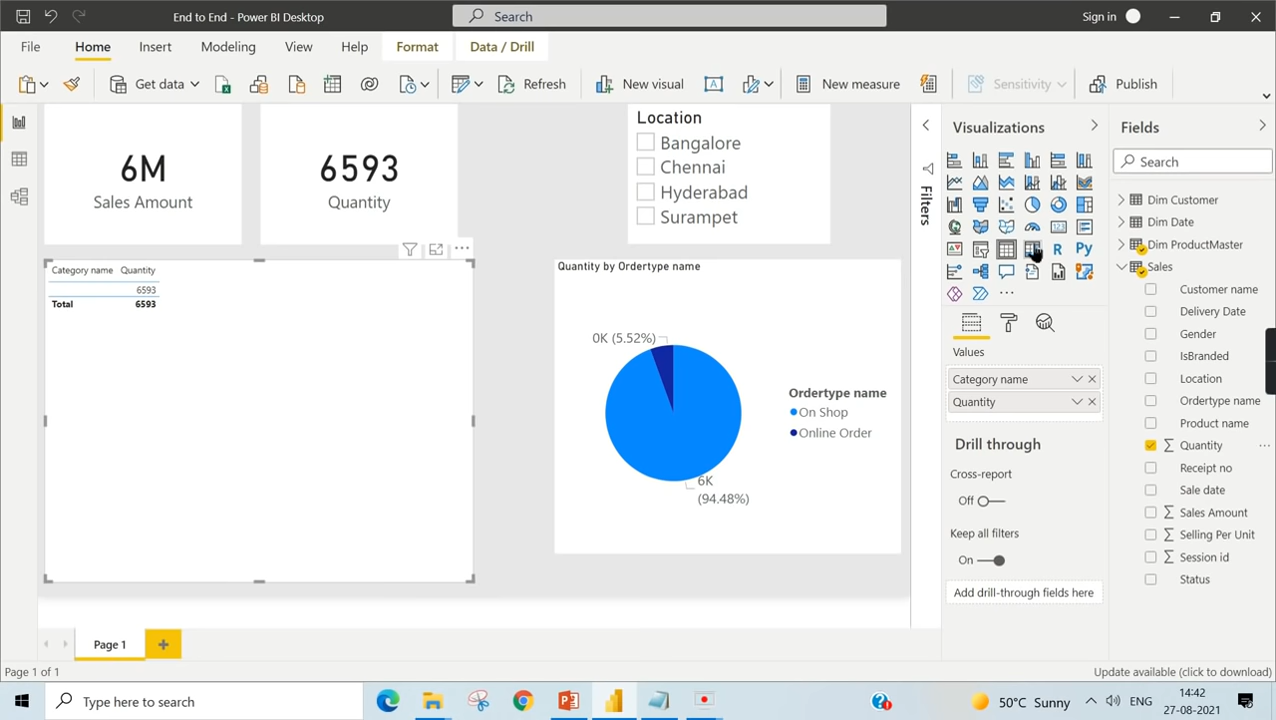 End to End - Power BI Desktop
Search
Sign in
File
Home
Insert
Modeling
View
Help
Format
Data / Drill
Get data
Refresh
New visual
New measure
Sensitivity
Publish
6M
Sales Amount
6593
Quantity
Location
Bangalore
Chennai
Hyderabad
Surampet
Category name Quantity
6593
Total 6593
Quantity by Ordertype name
0K (5.52%)
6K
(94.48%)
Ordertype name
On Shop
Online Order
Filters
Visualizations
R
Py
123
Values
Category name
Quantity
Drill through
Cross-report
Off
Keep all filters
On
Add drill-through fields here
Fields
Search
Dim Customer
Dim Date
Dim ProductMaster
Sales
Customer name
Delivery Date
Gender
IsBranded
Location
Ordertype name
Product name
Σ Quantity
Receipt no
Sale date
Σ Sales Amount
Σ Selling Per Unit
Σ Session id
Status
Page 1
Page 1 of 1
Update available (click to download)
Type here to search
50°C Sunny
ENG
14:42
27-08-2021